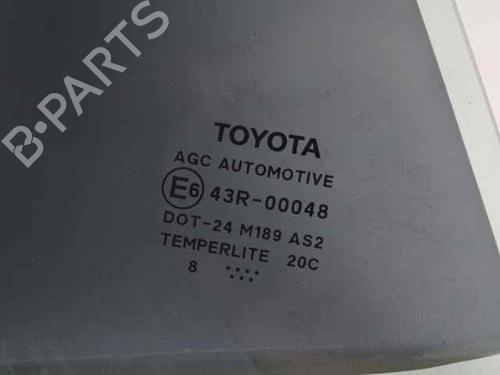 B-PARTS
TOYOTA
AGC AUTOMOTIVE
E6 43R-00048
DOT-24 M189 AS2
TEMPERLITE 20C
8